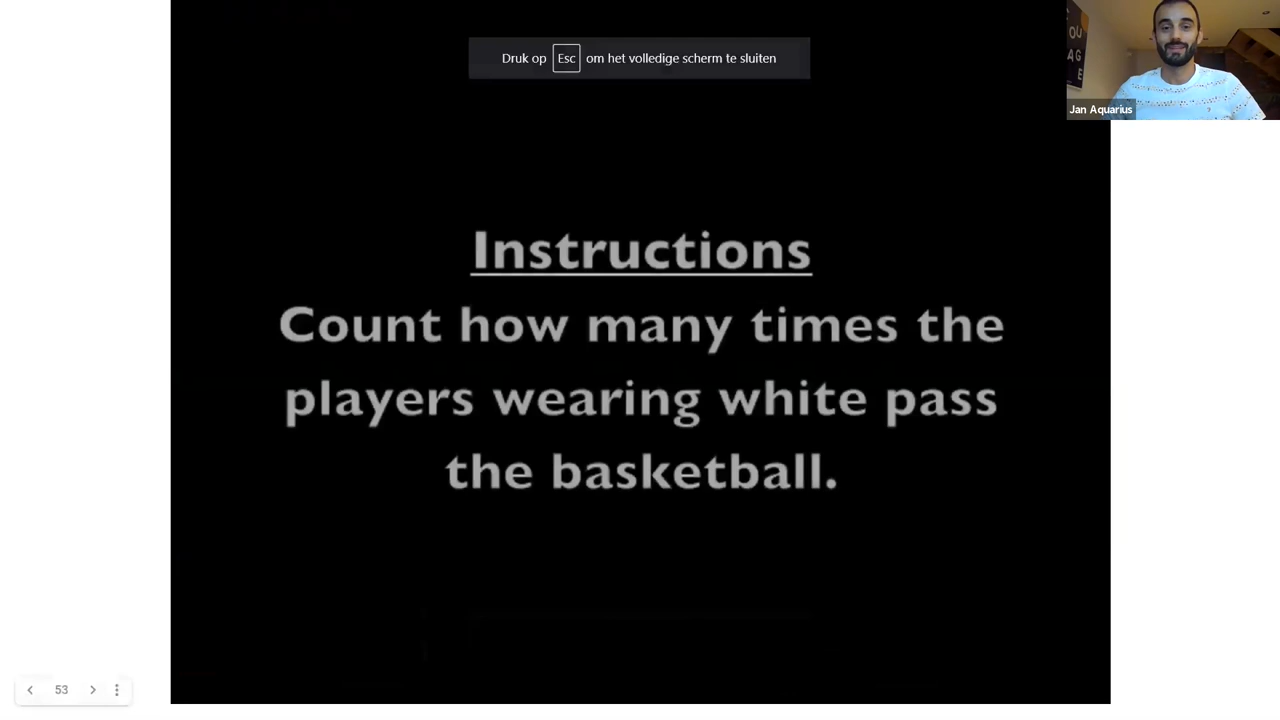 Druk op Esc om het volledige scherm te sluiten
Jan Aquarius
Instructions
Count how many times the
players wearing white pass
the basketball.
53